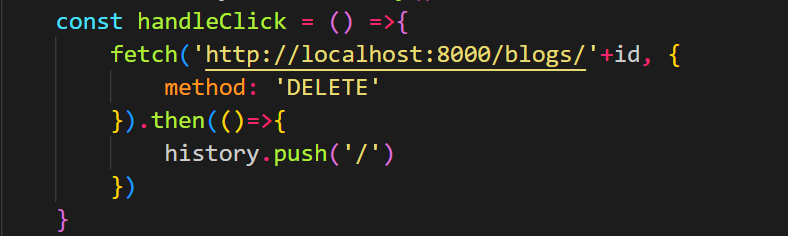 const handleClick = () =>{
fetch('http://localhost:8000/blogs/'+id, {
method: 'DELETE'
}).then(()=>{
history.push('/')
})
}